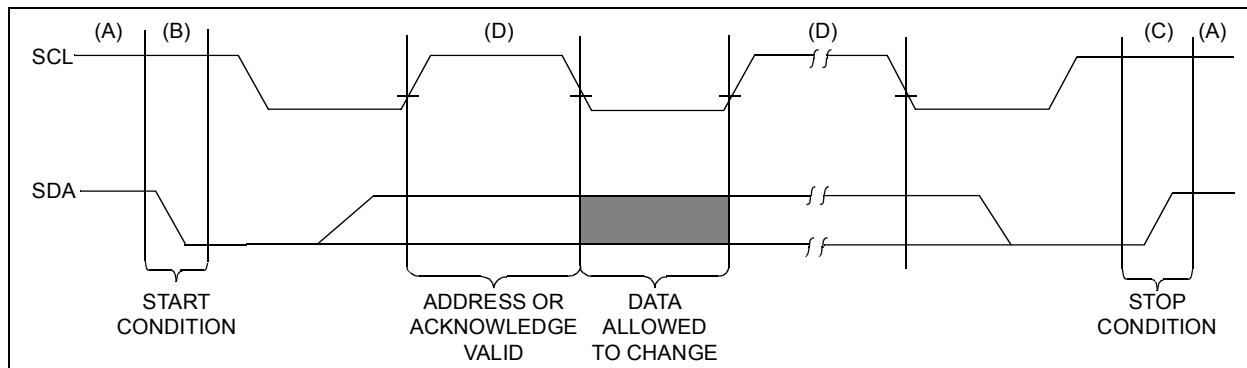 (A) (B) (D) (D) (C) (A)
SCL
SDA
START
CONDITION
ADDRESS OR
ACKNOWLEDGE
VALID
DATA
ALLOWED
TO CHANGE
STOP
CONDITION